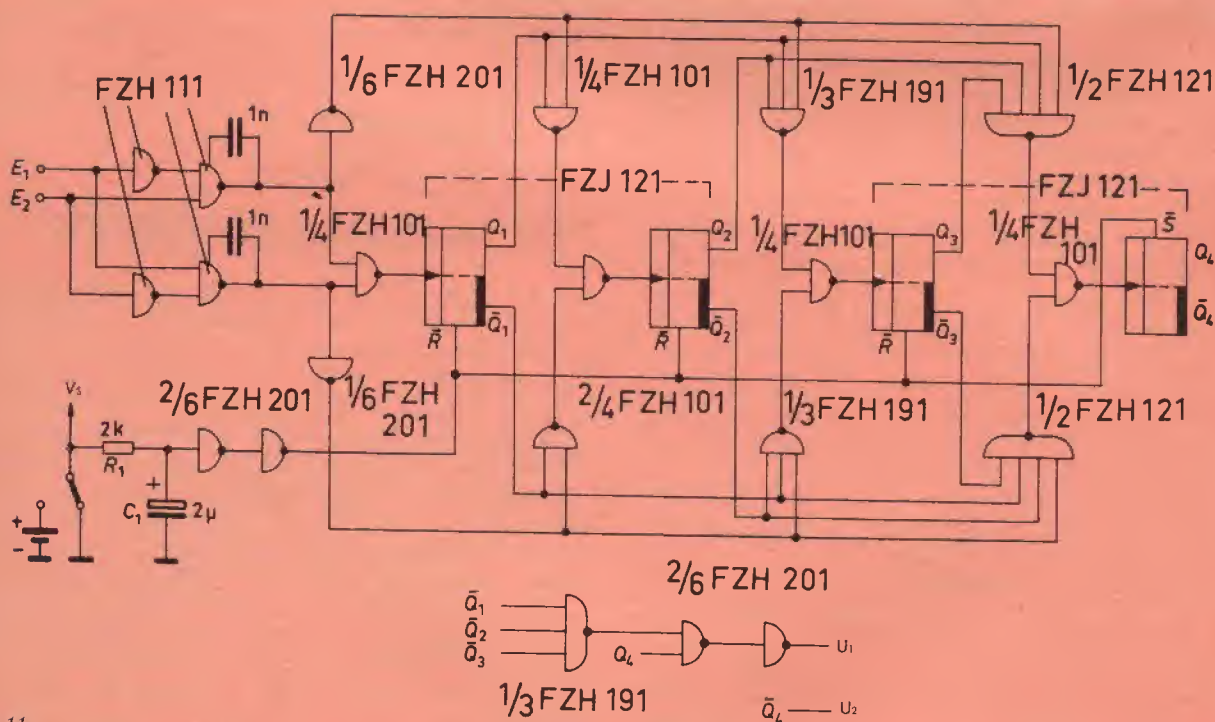 1/6 FZH 201
1/4 FZH 101
1/3 FZH 191
1/2 FZH 121
FZH 111
1n
E1
E2
1n
1/4 FZH 101
FZJ 121
Q1
Q̄1
R̄
Q2
Q̄2
R̄
1/4 FZH 101
FZJ 121
Q3
Q̄3
R̄
1/4 FZH
101
S̄
Q4
Q̄4
Vs
2/6 FZH 201
1/6 FZH
201
2/4 FZH 101
1/3 FZH 191
1/2 FZH 121
2k
R1
+
C1
2µ
+
-
2/6 FZH 201
Q̄1
Q̄2
Q̄3
Q4
U1
1/3 FZH 191
Q̄4
U2